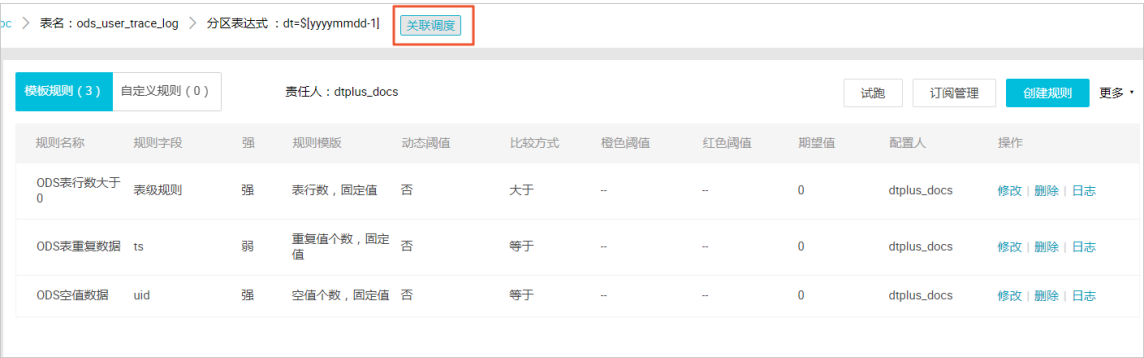 oc > 表名：ods_user_trace_log > 分区表达式 ：dt=$[yyyymmdd-1] 关联调度
模板规则（3） 自定义规则（0） 责任人：dtplus_docs 试跑 订阅管理 创建规则 更多
规则名称 规则字段 强 规则模版 动态阈值 比较方式 橙色阈值 红色阈值 期望值 配置人 操作
ODS表行数大于0 表级规则 强 表行数，固定值 否 大于 -- -- 0 dtplus_docs 修改 | 删除 | 日志
ODS表重复数据 ts 弱 重复值个数，固定值 否 等于 -- -- 0 dtplus_docs 修改 | 删除 | 日志
ODS空值数据 uid 强 空值个数，固定值 否 等于 -- -- 0 dtplus_docs 修改 | 删除 | 日志